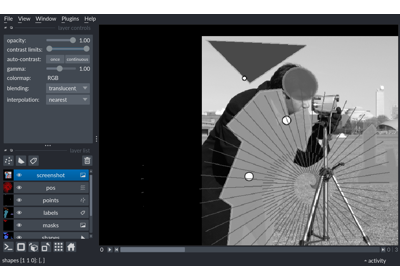 File View Window Plugins Help
layer controls
opacity: 1.00
contrast limits:
auto-contrast: once continuous
gamma: 1.00
colormap: RGB
blending: translucent
interpolation: nearest
layer list
screenshot
pos
points
labels
masks
shapes
0
shapes [1 1 0]: [, ]
activity